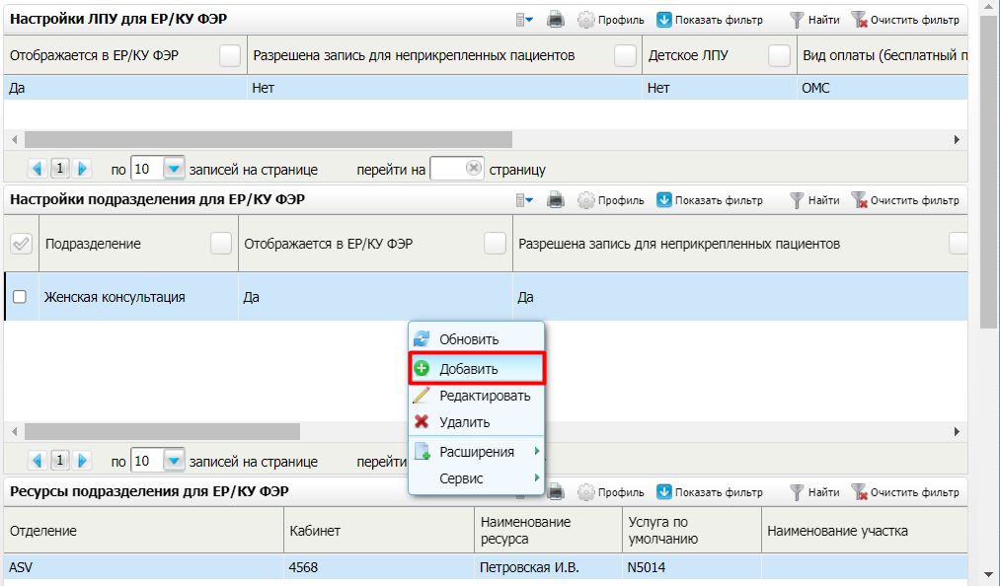 Настройки ЛПУ для ЕР/КУ ФЭР Профиль Показать фильтр Найти Очистить фильтр
Отображается в ЕР/КУ ФЭР Разрешена запись для неприкрепленных пациентов Детское ЛПУ Вид оплаты (бесплатный п
Да Нет Нет ОМС
1 по 10 записей на странице перейти на страницу
Настройки подразделения для ЕР/КУ ФЭР Профиль Показать фильтр Найти Очистить фильтр
Подразделение Отображается в ЕР/КУ ФЭР Разрешена запись для неприкрепленных пациентов
Женская консультация Да Да
Обновить
Добавить
Редактировать
Удалить
Расширения
Сервис
1 по 10 записей на странице перейти
Ресурсы подразделения для ЕР/КУ ФЭР Профиль Показать фильтр Найти Очистить фильтр
Отделение Кабинет Наименование ресурса Услуга по умолчанию Наименование участка
ASV 4568 Петровская И.В. N5014